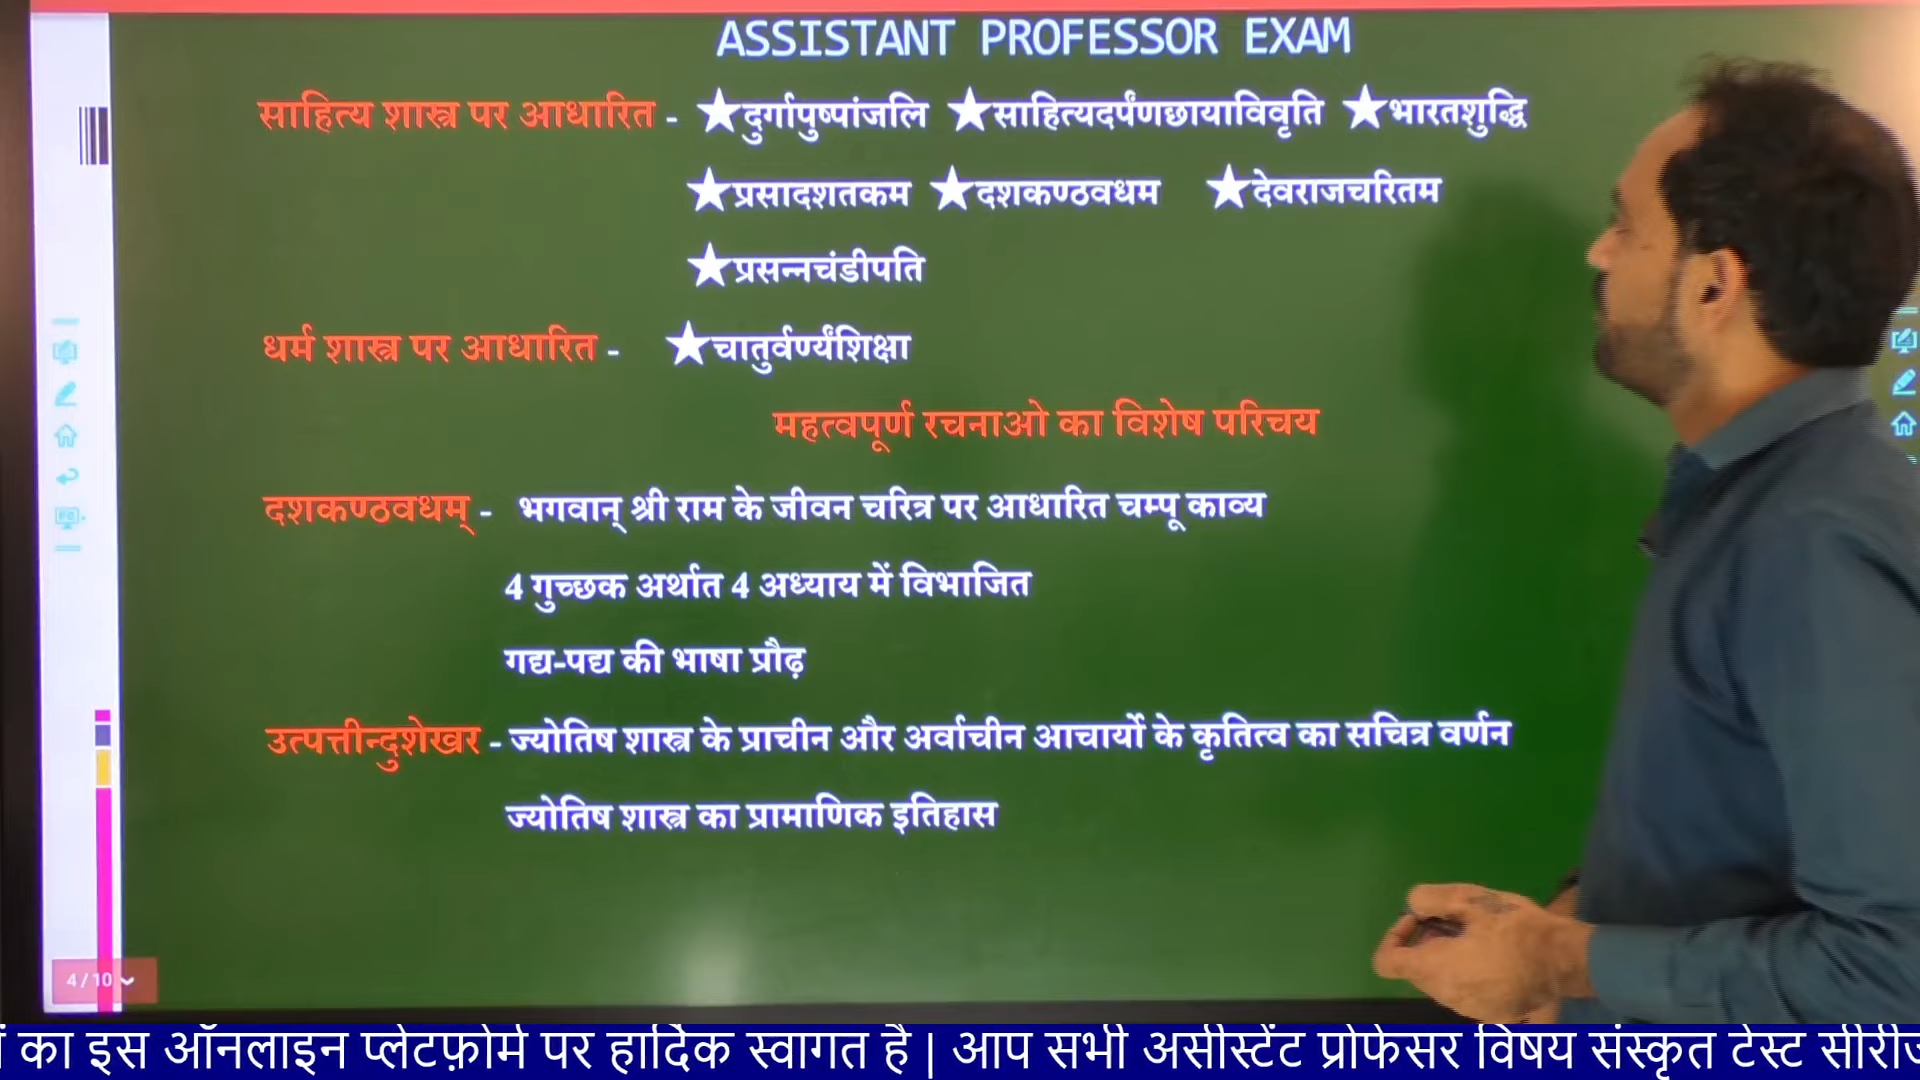 ASSISTANT PROFESSOR EXAM
साहित्य शास्त्र पर आधारित - ★दुर्गापुष्पांजलि ★साहित्यदर्पंणछायाविवृति ★भारतशुद्धि
★प्रसादशतकम ★दशकण्ठवधम ★देवराजचरितम
★प्रसन्नचंडीपति
धर्म शास्त्र पर आधारित - ★चातुर्वर्ण्यंशिक्षा
महत्वपूर्ण रचनाओ का विशेष परिचय
दशकण्ठवधम् - भगवान् श्री राम के जीवन चरित्र पर आधारित चम्पू काव्य
4 गुच्छक अर्थात 4 अध्याय में विभाजित
गद्य-पद्य की भाषा प्रौढ़
उत्पत्तीन्दुशेखर - ज्योतिष शास्त्र के प्राचीन और अर्वाचीन आचार्यो के कृतित्व का सचित्र वर्णन
ज्योतिष शास्त्र का प्रामाणिक इतिहास
4/10
का इस ऑनलाइन प्लेटफ़ोर्म पर हार्दिक स्वागत है | आप सभी असीस्टेंट प्रोफेसर विषय संस्कृत टेस्ट